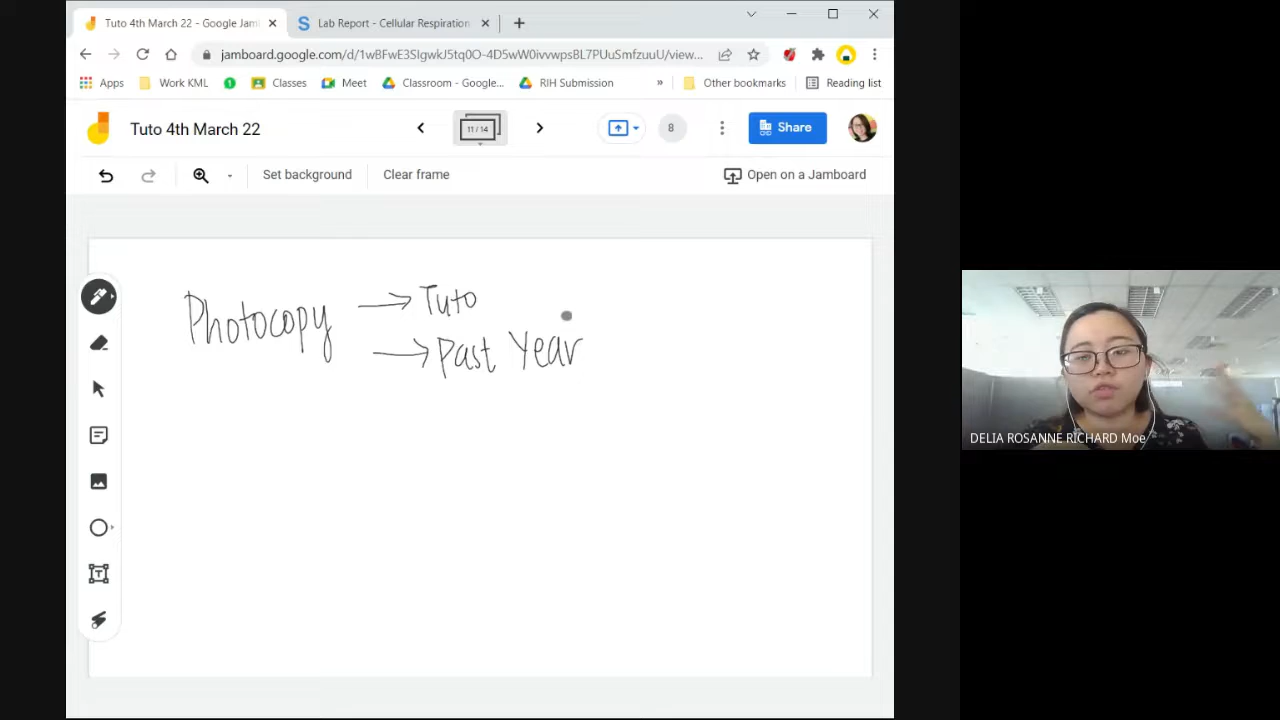 Tuto 4th March 22 - Google Jam
Lab Report - Cellular Respiration
jamboard.google.com/d/1wBFwE3SIgwkJ5tq0O-4D5wW0ivvwpsBL7PUuSmfzuuU/view...
Apps Work KML 1 Classes Meet Classroom - Google... RIH Submission » Other bookmarks Reading list
Tuto 4th March 22 11 / 14 8 Share
Set background Clear frame Open on a Jamboard
Photocopy → Tuto
→ Past Year
DELIA ROSANNE RICHARD Moe